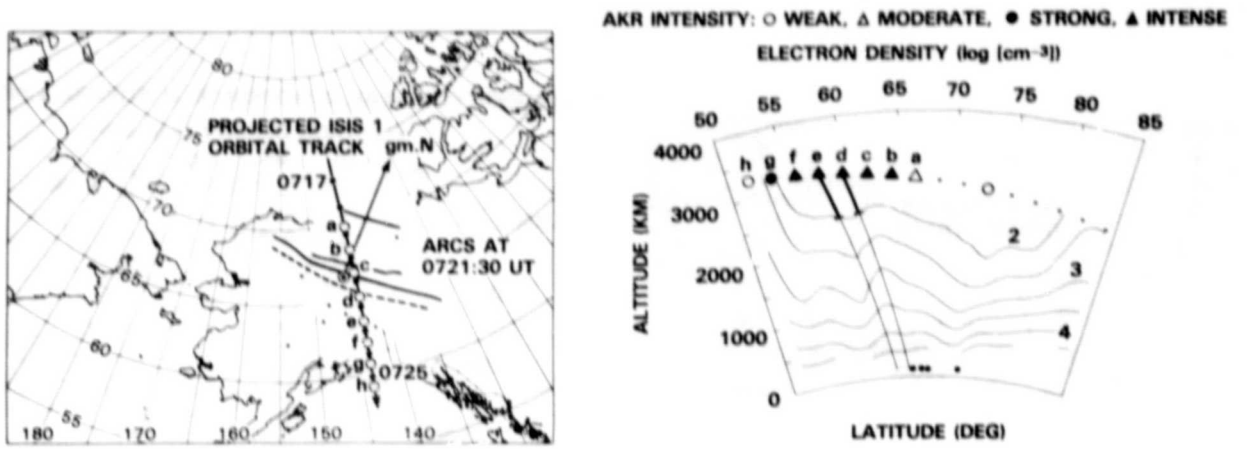 AKR INTENSITY: ○ WEAK, △ MODERATE, ● STRONG, ▲ INTENSE
ELECTRON DENSITY (log [cm⁻³])
80
75
70
65
60
55
PROJECTED ISIS 1
ORBITAL TRACK
gm.N
0717
a
b
c
d
e
f
g
h
0725
ARCS AT
0721:30 UT
180
170
160
150
140
50
55
60
65
70
75
80
85
h g f e d c b a
4000
3000
2000
1000
0
ALTITUDE (KM)
2
3
4
LATITUDE (DEG)